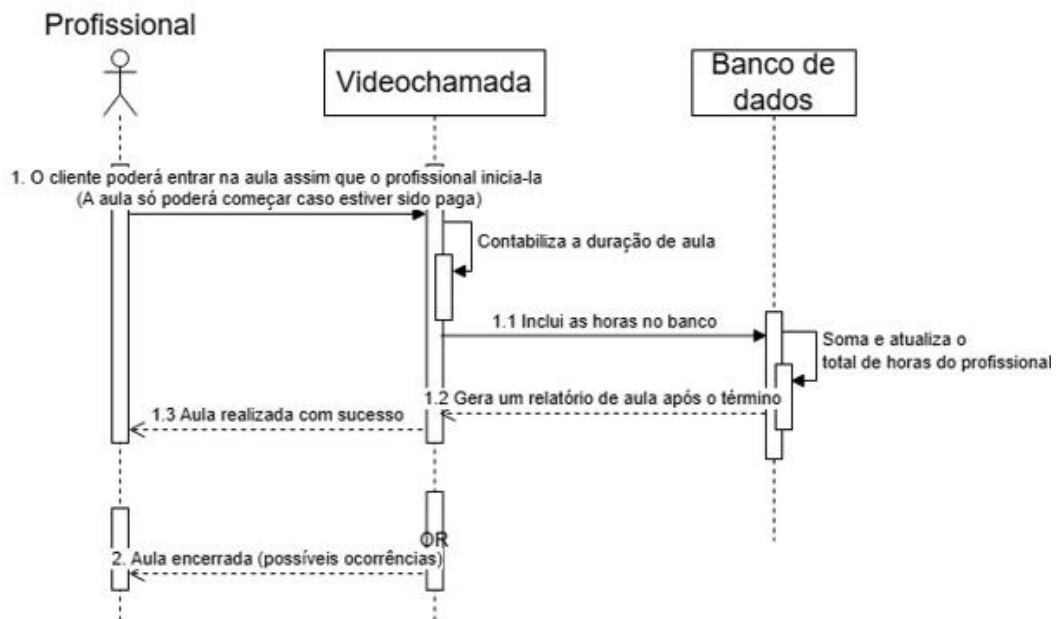 Profissional
Videochamada
Banco de
dados
1. O cliente poderá entrar na aula assim que o profissional inicia-la
(A aula só poderá começar caso estiver sido paga)
Contabiliza a duração de aula
1.1 Inclui as horas no banco
Soma e atualiza o
total de horas do profissional
1.2 Gera um relatório de aula após o término
1.3 Aula realizada com sucesso
OR
2. Aula encerrada (possíveis ocorrências)